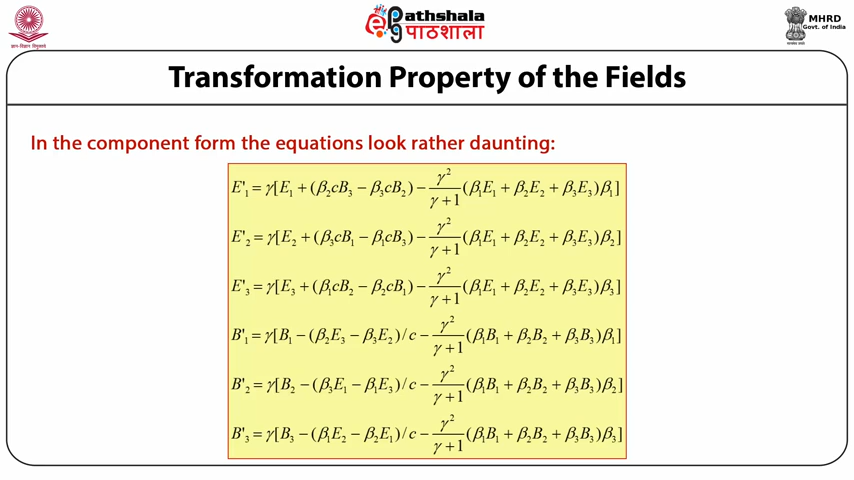 ePathshala
पाठशाला
MHRD
Govt. of India
Transformation Property of the Fields
In the component form the equations look rather daunting:
E'₁ = γ[E₁ + (β₂cB₃ − β₃cB₂) − γ²/(γ+1) (β₁E₁ + β₂E₂ + β₃E₃)β₁]
E'₂ = γ[E₂ + (β₃cB₁ − β₁cB₃) − γ²/(γ+1) (β₁E₁ + β₂E₂ + β₃E₃)β₂]
E'₃ = γ[E₃ + (β₁cB₂ − β₂cB₁) − γ²/(γ+1) (β₁E₁ + β₂E₂ + β₃E₃)β₃]
B'₁ = γ[B₁ − (β₂E₃ − β₃E₂)/c − γ²/(γ+1) (β₁B₁ + β₂B₂ + β₃B₃)β₁]
B'₂ = γ[B₂ − (β₃E₁ − β₁E₃)/c − γ²/(γ+1) (β₁B₁ + β₂B₂ + β₃B₃)β₂]
B'₃ = γ[B₃ − (β₁E₂ − β₂E₁)/c − γ²/(γ+1) (β₁B₁ + β₂B₂ + β₃B₃)β₃]